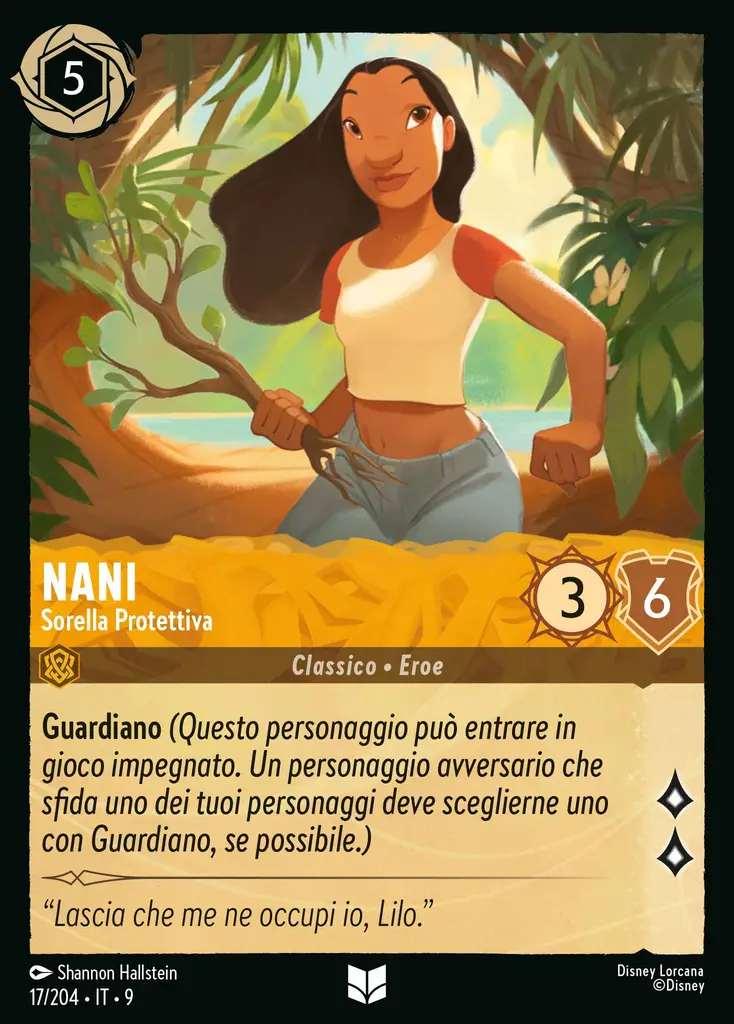 5
NANI
Sorella Protettiva
3
6
Classico • Eroe
Guardiano (Questo personaggio può entrare in
gioco impegnato. Un personaggio avversario che
sfida uno dei tuoi personaggi deve sceglierne uno
con Guardiano, se possibile.)
“Lascia che me ne occupi io, Lilo.”
Shannon Hallstein
17/204 • IT • 9
Disney Lorcana
©Disney